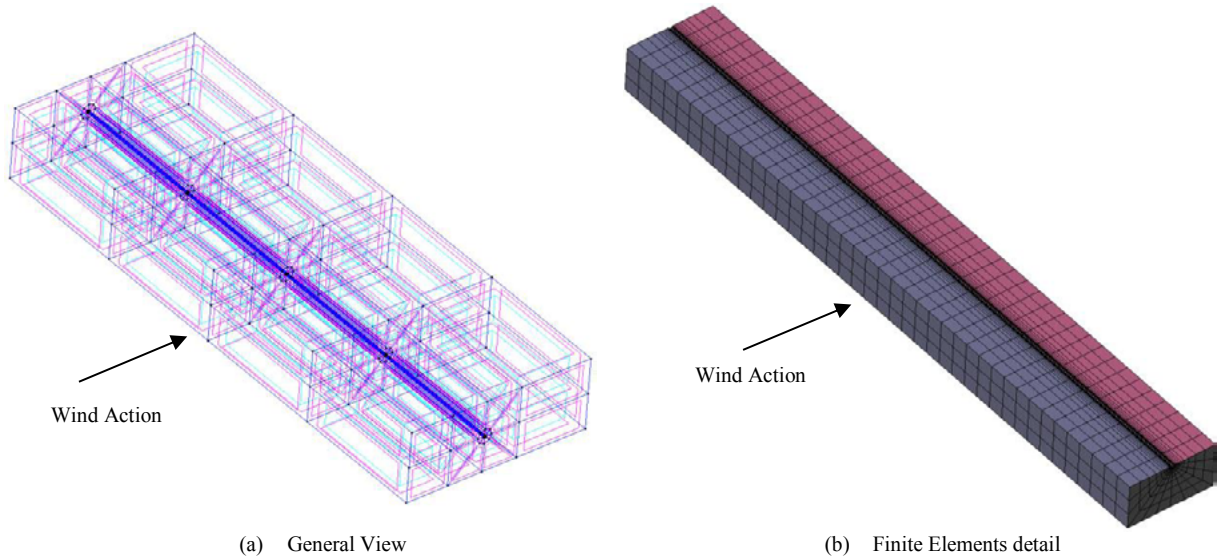 Wind Action
Wind Action
(a) General View
(b) Finite Elements detail